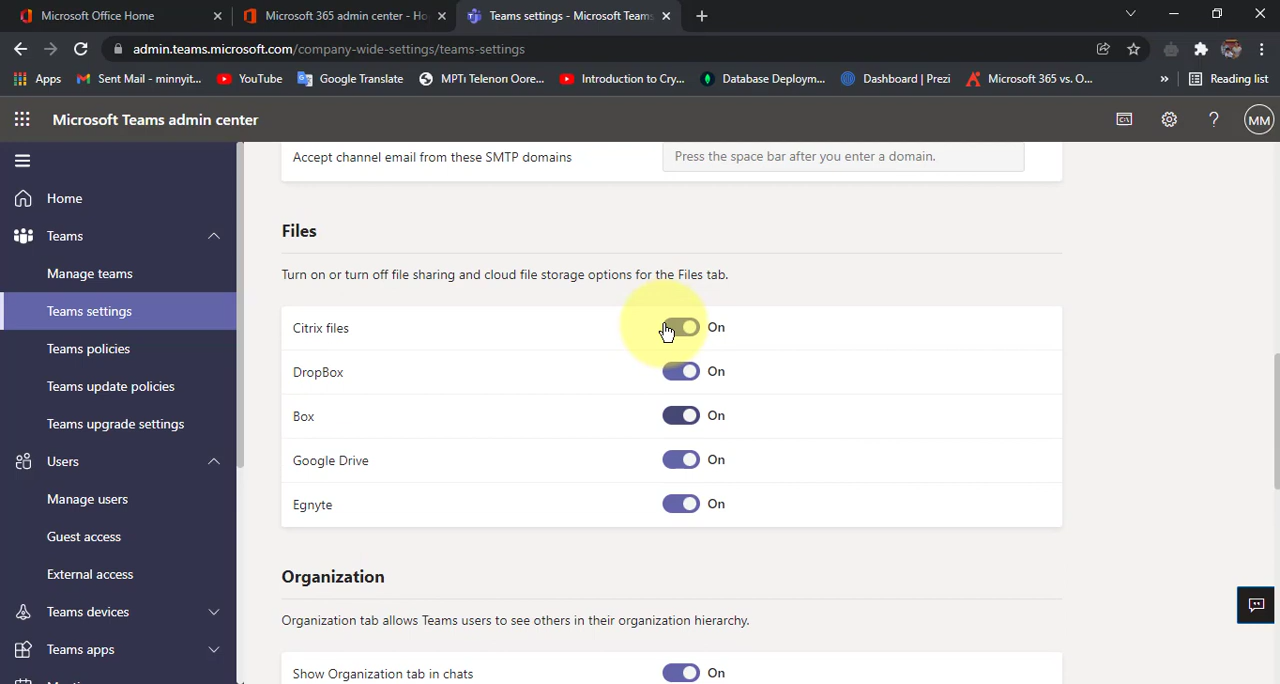 Microsoft Office Home
Microsoft 365 admin center - Ho
Teams settings - Microsoft Teams
admin.teams.microsoft.com/company-wide-settings/teams-settings
Apps
Sent Mail - minnyit...
YouTube
Google Translate
MPTi Telenon Oore...
Introduction to Cry...
Database Deploym...
Dashboard | Prezi
Microsoft 365 vs. O...
Reading list
Microsoft Teams admin center
MM
Accept channel email from these SMTP domains
Press the space bar after you enter a domain.
Home
Teams
Manage teams
Teams settings
Teams policies
Teams update policies
Teams upgrade settings
Users
Manage users
Guest access
External access
Teams devices
Teams apps
Files
Turn on or turn off file sharing and cloud file storage options for the Files tab.
Citrix files
On
DropBox
On
Box
On
Google Drive
On
Egnyte
On
Organization
Organization tab allows Teams users to see others in their organization hierarchy.
Show Organization tab in chats
On